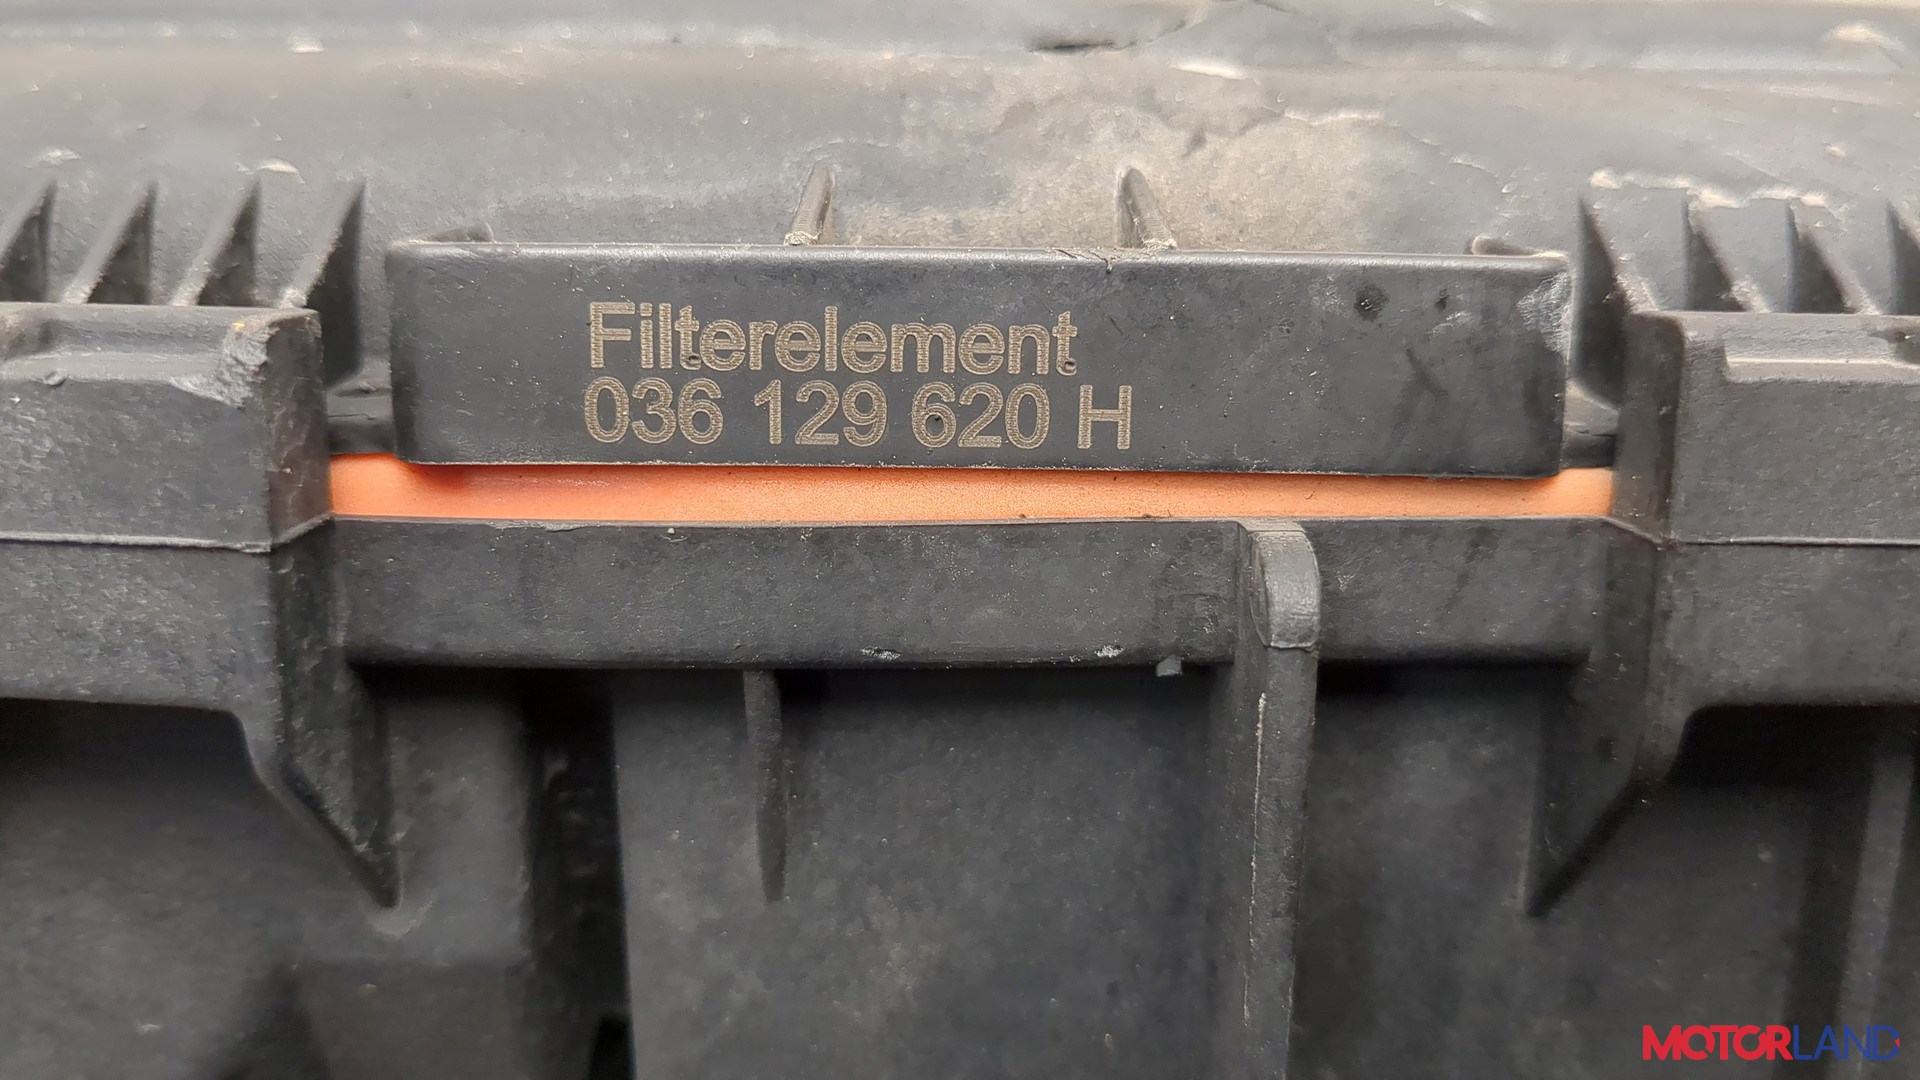 Filterelement
036 129 620 H
MOTORLAND